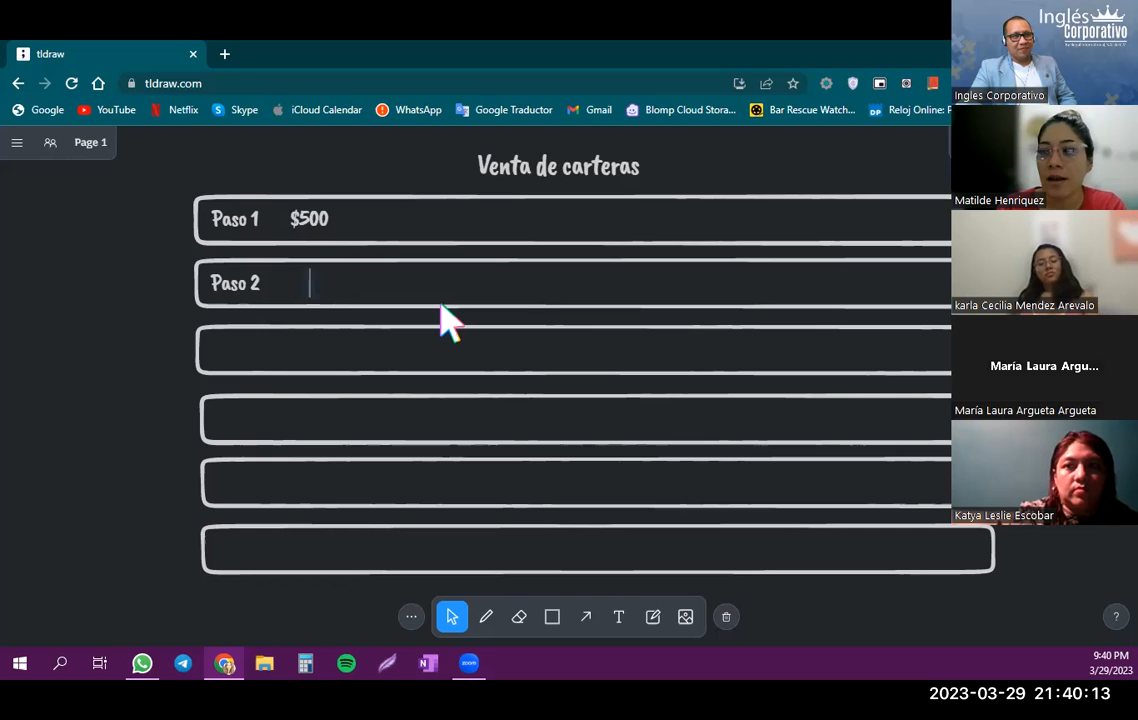 tldraw
tldraw.com
Google YouTube Netflix Skype iCloud Calendar WhatsApp Google Traductor Gmail Blomp Cloud Stora... Bar Rescue Watch... Reloj Online:
Page 1
Venta de carteras
Paso 1 $500
Paso 2
Inglés Corporativo
Ingles Corporativo
Matilde Henriquez
karla Cecilia Mendez Arevalo
María Laura Argu...
María Laura Argueta Argueta
Katya Leslie Escobar
T
?
9:40 PM
3/29/2023
2023-03-29 21:40:13